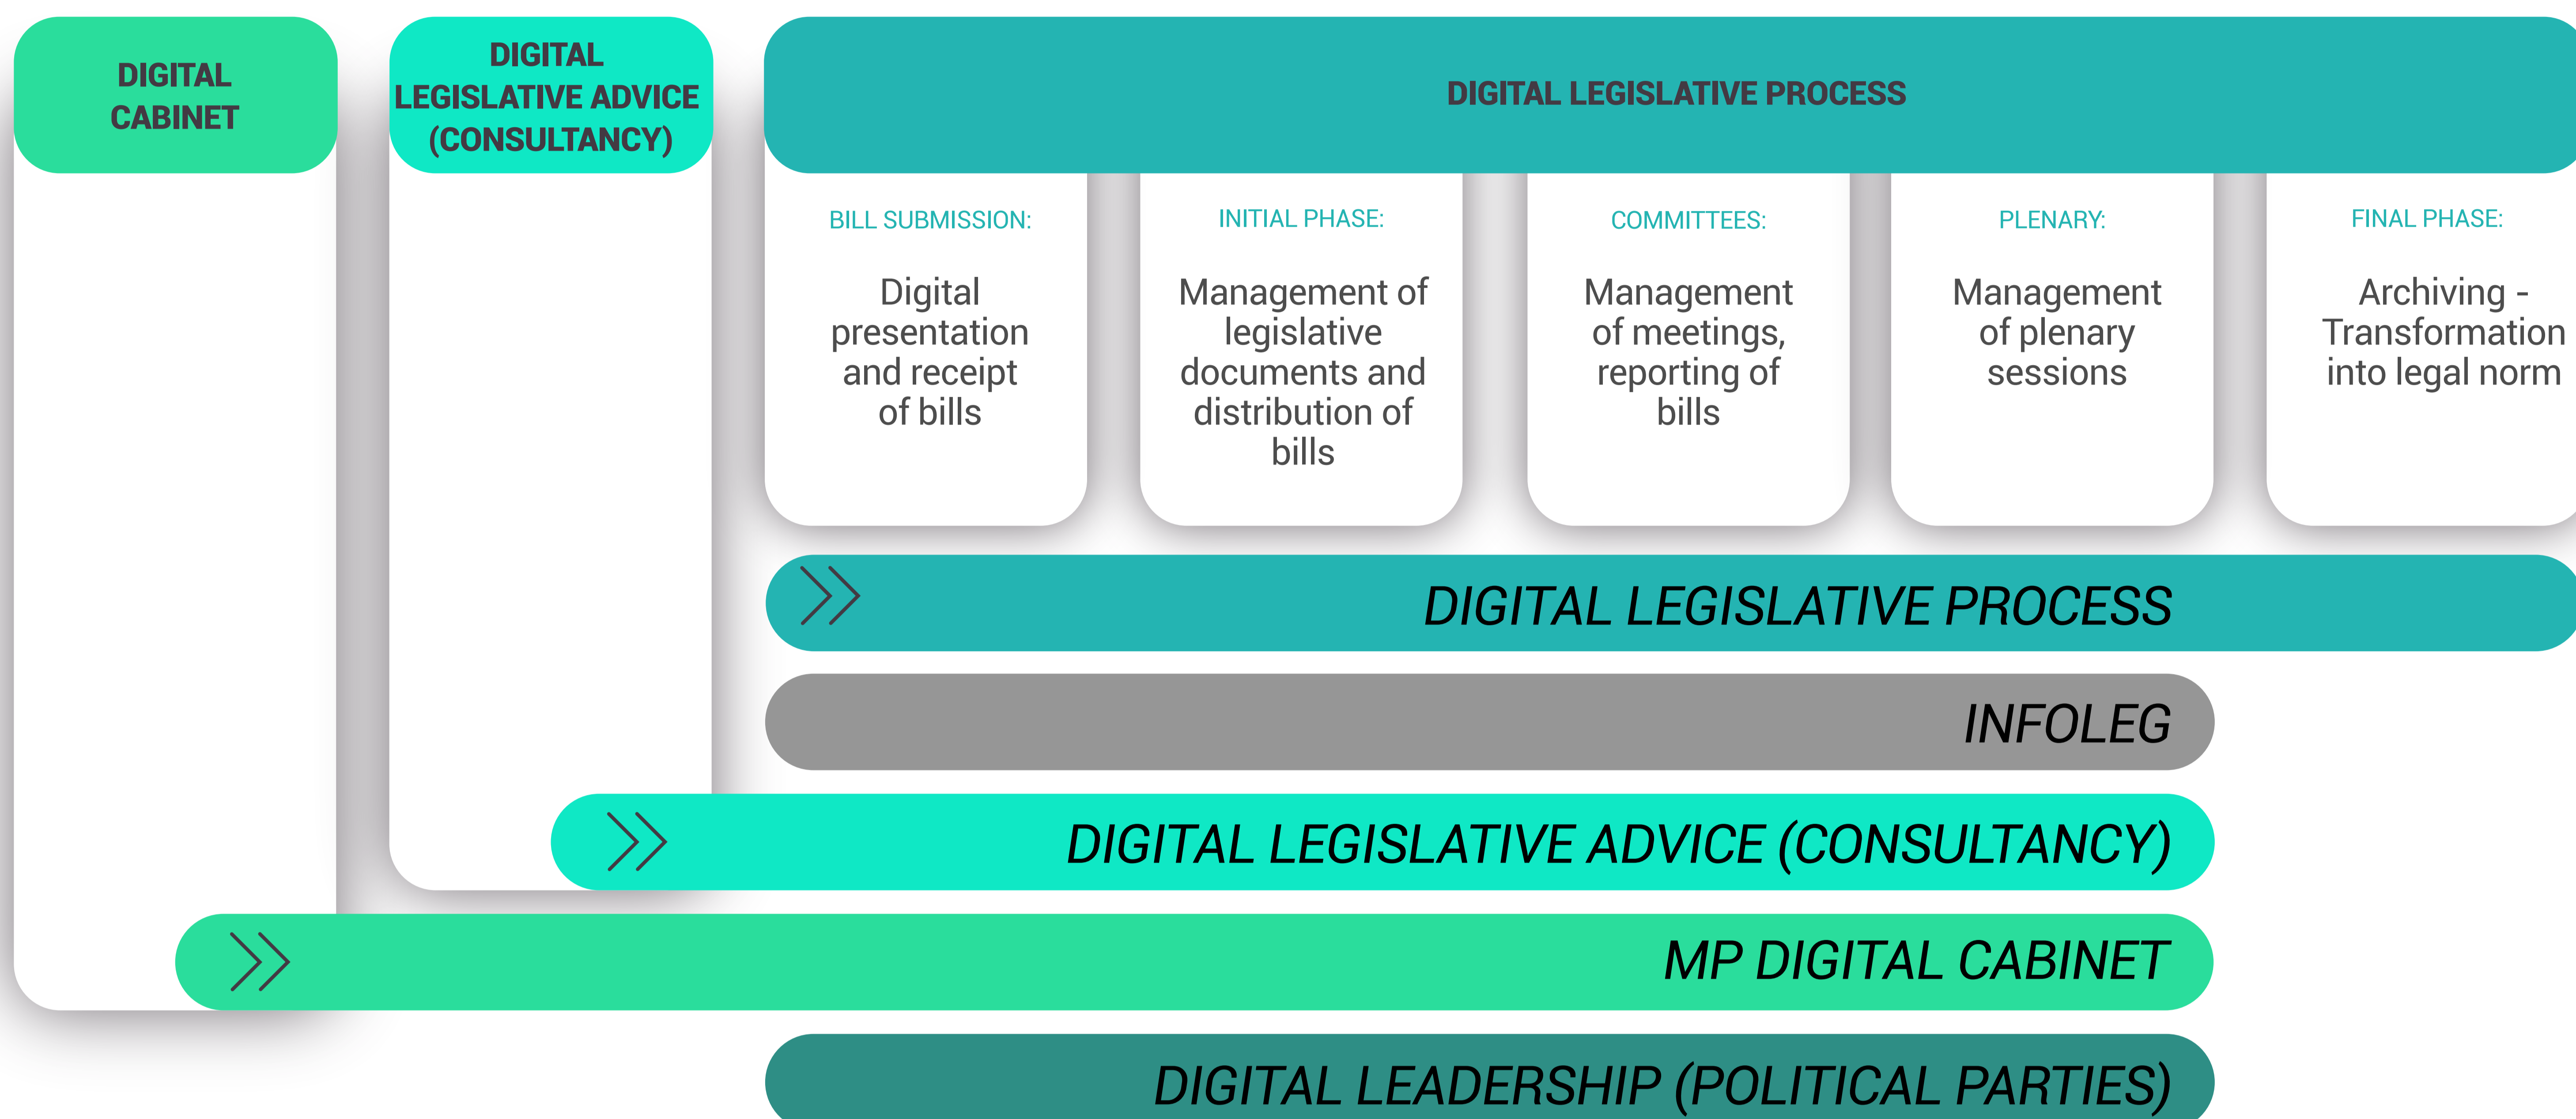 DIGITAL
CABINET
DIGITAL
LEGISLATIVE ADVICE
(CONSULTANCY)
DIGITAL LEGISLATIVE PROCESS
BILL SUBMISSION:
Digital
presentation
and receipt
of bills
INITIAL PHASE:
Management of
legislative
documents and
distribution of
bills
COMMITTEES:
Management
of meetings,
reporting of
bills
PLENARY:
Management
of plenary
sessions
FINAL PHASE:
Archiving -
Transformation
into legal norm
DIGITAL LEGISLATIVE PROCESS
INFOLEG
DIGITAL LEGISLATIVE ADVICE (CONSULTANCY)
MP DIGITAL CABINET
DIGITAL LEADERSHIP (POLITICAL PARTIES)